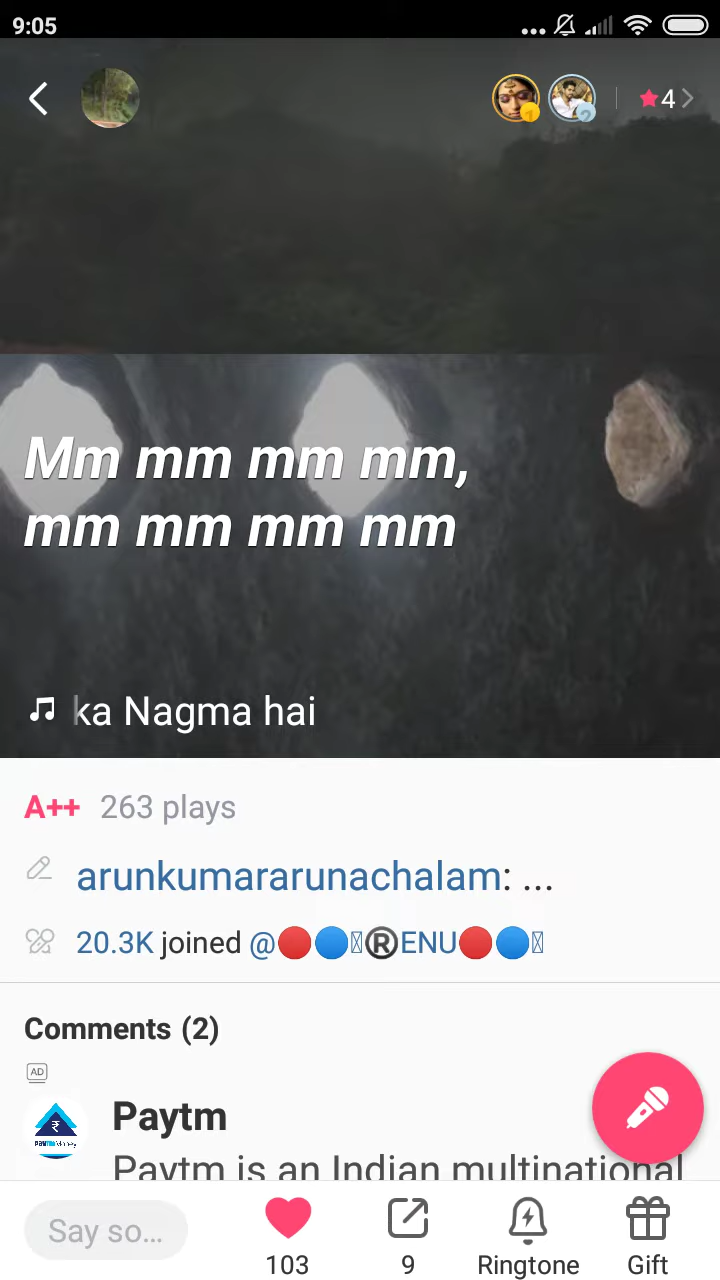 9:05
4
Mm mm mm mm,
mm mm mm mm
ka Nagma hai
A++ 263 plays
arunkumararunachalam: ...
20.3K joined @🔴🔵®ENU🔴🔵
Comments (2)
AD
Paytm
Paytm is an Indian multinational
Say so...
103
9
Ringtone
Gift